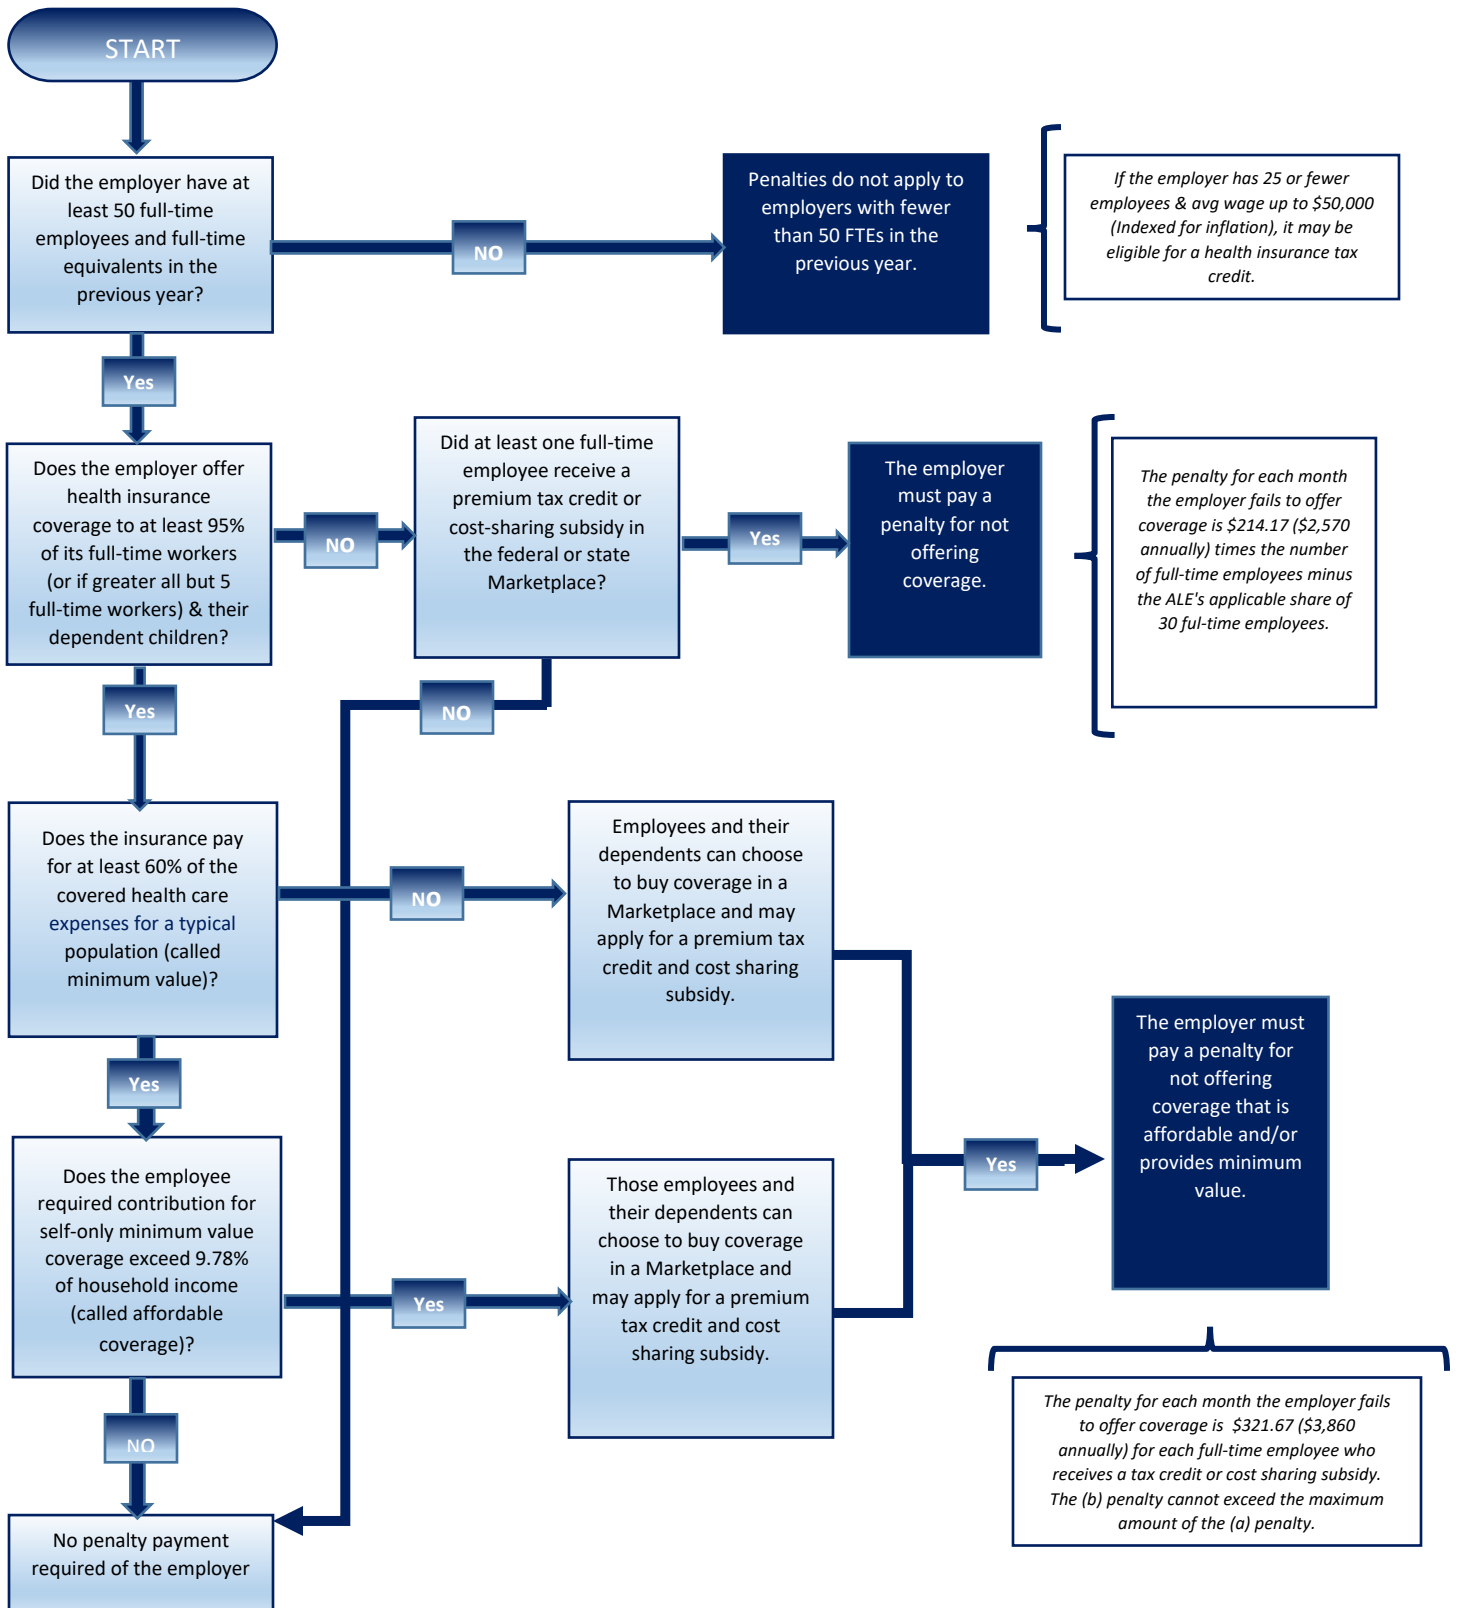 START
Did the employer have at
least 50 full-time
employees and full-time
equivalents in the
previous year?
NO
Penalties do not apply to
employers with fewer
than 50 FTEs in the
previous year.
If the employer has 25 or fewer
employees & avg wage up to $50,000
(Indexed for inflation), it may be
eligible for a health insurance tax
credit.
Yes
Does the employer offer
health insurance
coverage to at least 95%
of its full-time workers
(or if greater all but 5
full-time workers) & their
dependent children?
NO
Did at least one full-time
employee receive a
premium tax credit or
cost-sharing subsidy in
the federal or state
Marketplace?
Yes
The employer
must pay a
penalty for not
offering
coverage.
The penalty for each month
the employer fails to offer
coverage is $214.17 ($2,570
annually) times the number
of full-time employees minus
the ALE's applicable share of
30 ful-time employees.
Yes
NO
Does the insurance pay
for at least 60% of the
covered health care
expenses for a typical
population (called
minimum value)?
NO
Employees and their
dependents can choose
to buy coverage in a
Marketplace and may
apply for a premium tax
credit and cost sharing
subsidy.
Yes
Does the employee
required contribution for
self-only minimum value
coverage exceed 9.78%
of household income
(called affordable
coverage)?
Yes
Those employees and
their dependents can
choose to buy coverage
in a Marketplace and
may apply for a premium
tax credit and cost
sharing subsidy.
Yes
The employer must
pay a penalty for
not offering
coverage that is
affordable and/or
provides minimum
value.
The penalty for each month the employer fails
to offer coverage is $321.67 ($3,860
annually) for each full-time employee who
receives a tax credit or cost sharing subsidy.
The (b) penalty cannot exceed the maximum
amount of the (a) penalty.
NO
No penalty payment
required of the employer